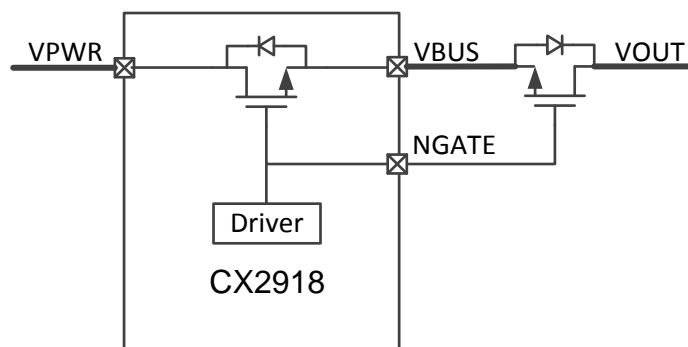 VPWR
VBUS
VOUT
NGATE
Driver
CX2918